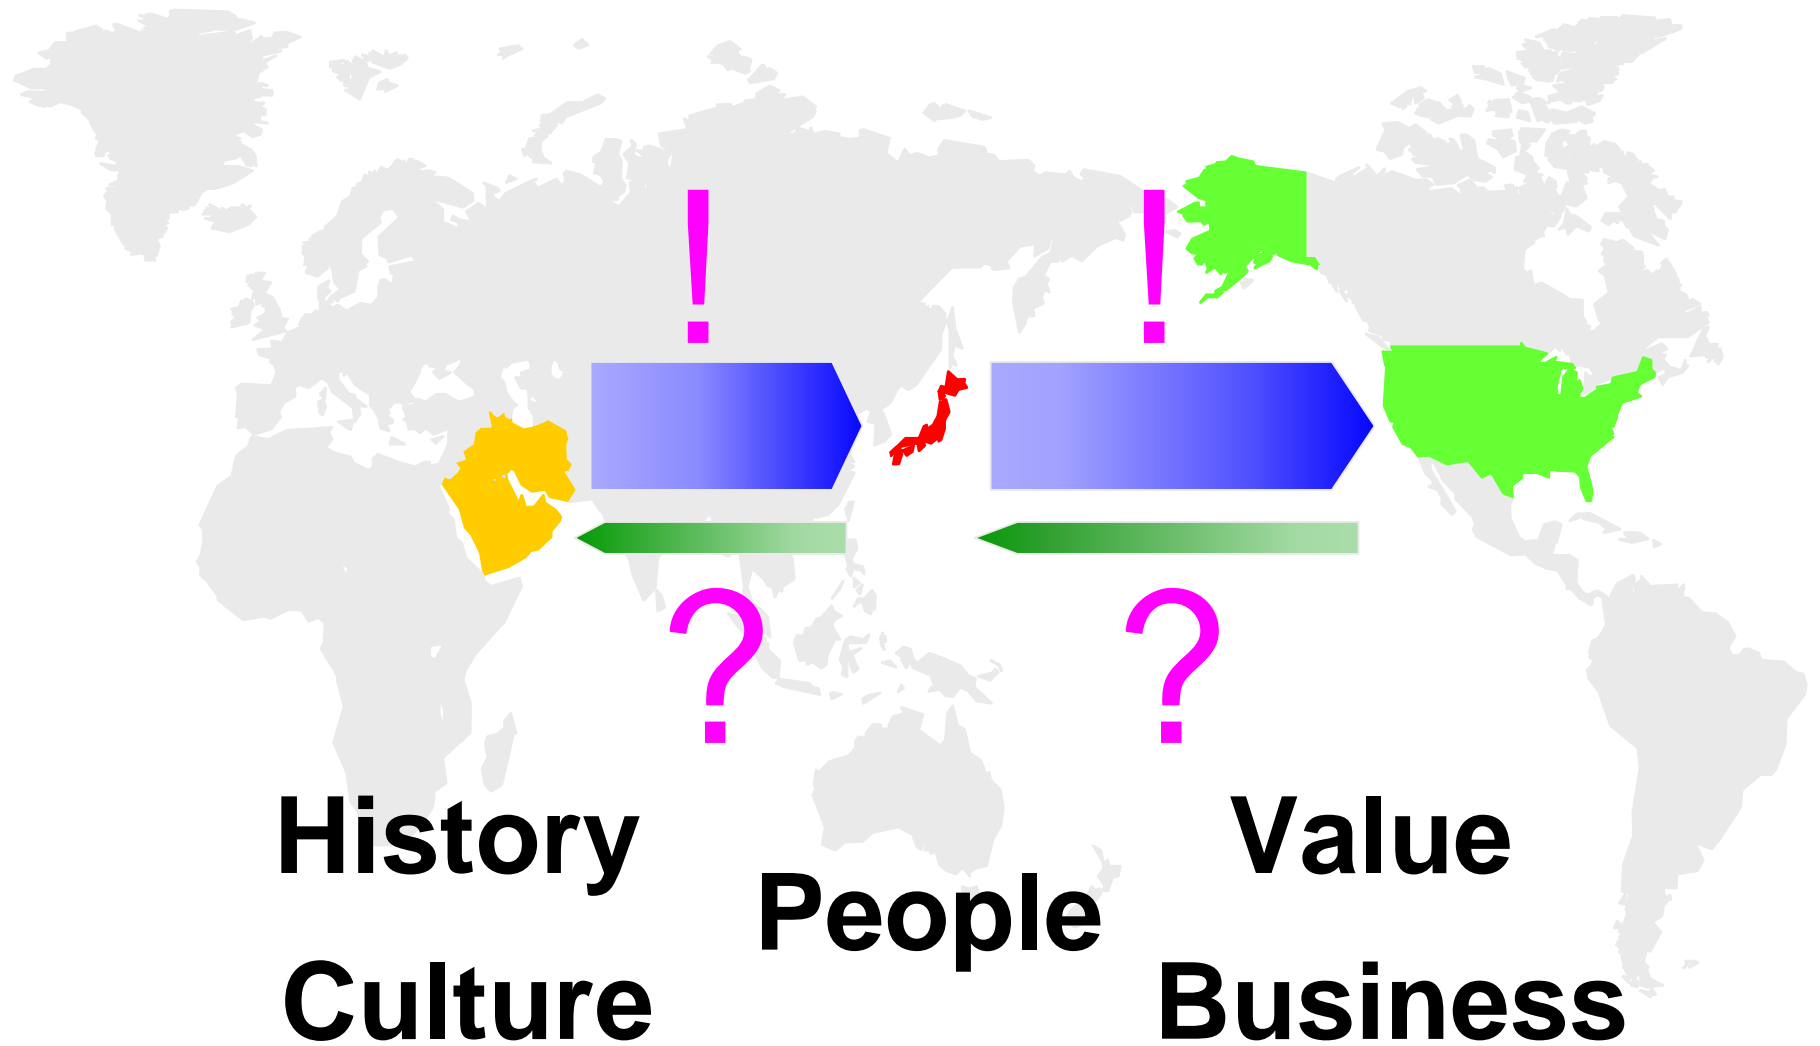 ! !
? ?
History
Value
People
Culture
Business